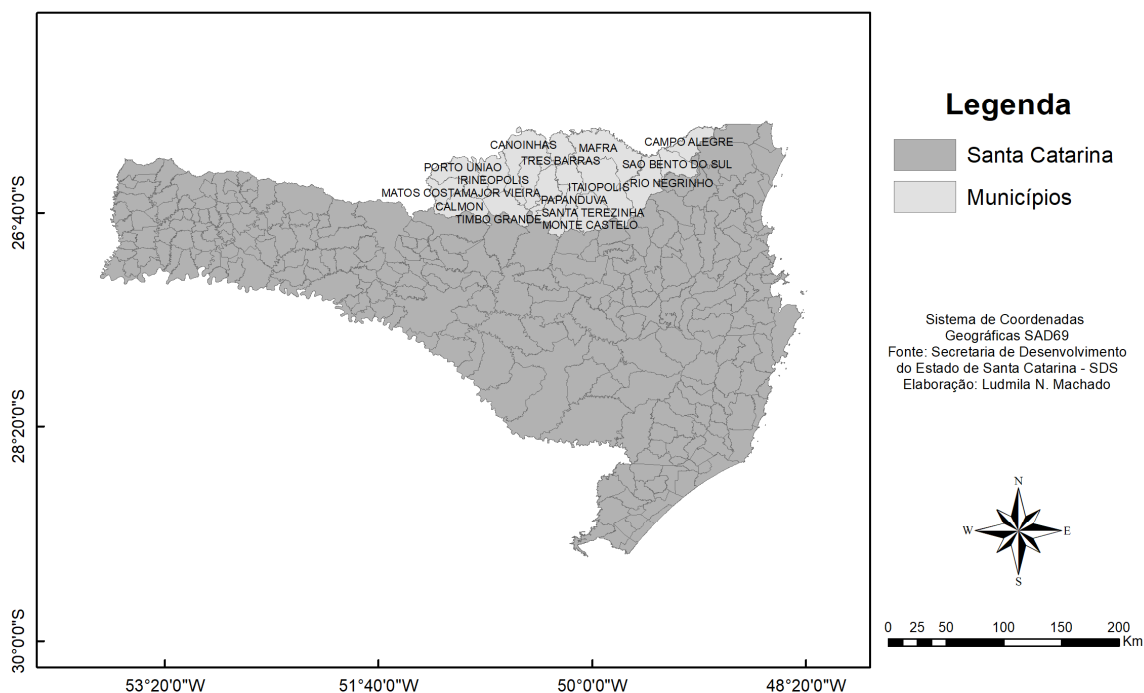 CAMPO ALEGRE
CANOINHAS
MAFRA
TRES BARRAS
SAO BENTO DO SUL
PORTO UNIAO
IRINEOPOLIS
RIO NEGRINHO
ITAIOPOLIS
MATOS COSTA
MAJOR VIEIRA
PAPANDUVA
CALMON
SANTA TEREZINHA
TIMBO GRANDE
MONTE CASTELO
26°40'0"S
28°20'0"S
30°0'0"S
53°20'0"W
51°40'0"W
50°0'0"W
48°20'0"W
Legenda
Santa Catarina
Municípios
Sistema de Coordenadas
Geográficas SAD69
Fonte: Secretaria de Desenvolvimento
do Estado de Santa Catarina - SDS
Elaboração: Ludmila N. Machado
N
W
E
S
0 25 50 100 150 200
Km